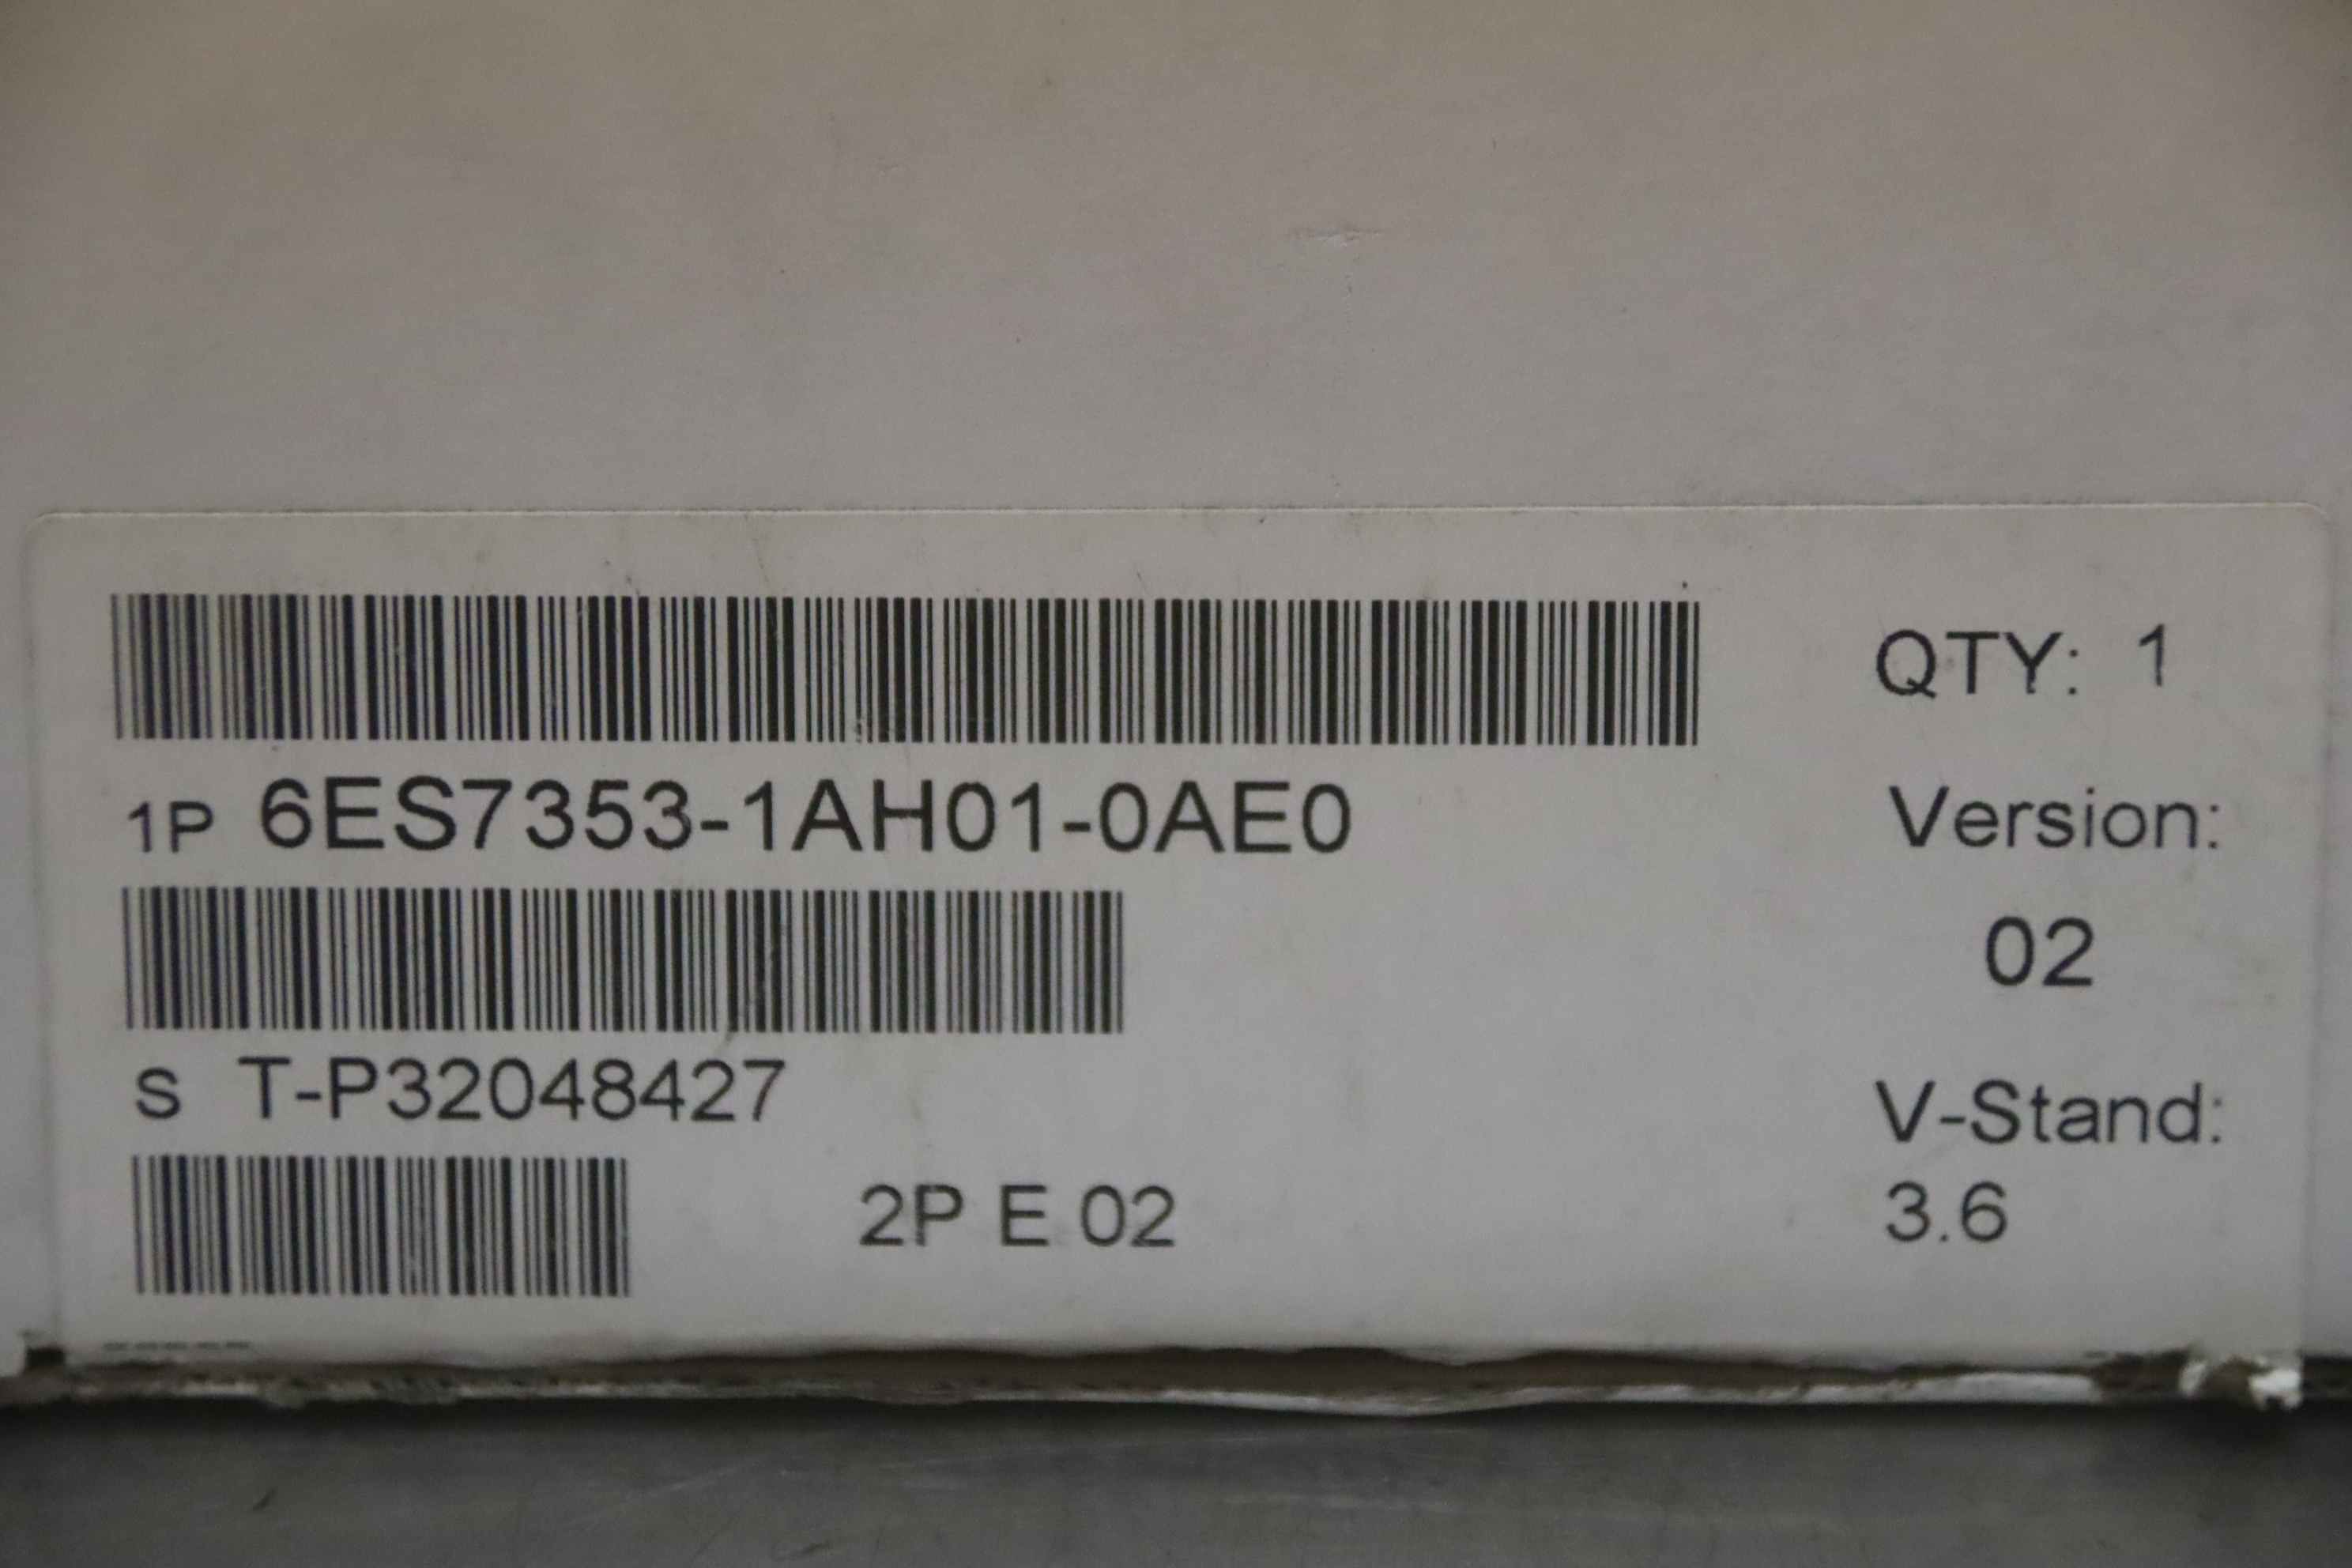 QTY: 1
1P 6ES7353-1AH01-0AE0
Version:
02
S T-P32048427
V-Stand:
2P E 02
3.6